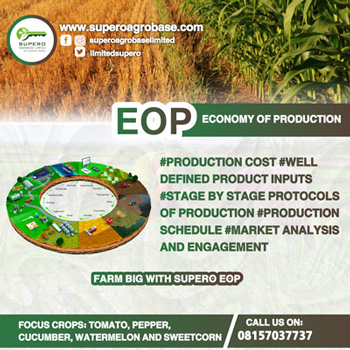 www.superoagrobase.com
superoagrobaselimited
limitedsupero
SUPERO
EOP
ECONOMY OF PRODUCTION
#PRODUCTION COST #WELL
DEFINED PRODUCT INPUTS
#STAGE BY STAGE PROTOCOLS
OF PRODUCTION #PRODUCTION
SCHEDULE #MARKET ANALYSIS
AND ENGAGEMENT
FARM BIG WITH SUPERO EOP
FOCUS CROPS: TOMATO, PEPPER,
CUCUMBER, WATERMELON AND SWEETCORN
CALL US ON:
08157037737